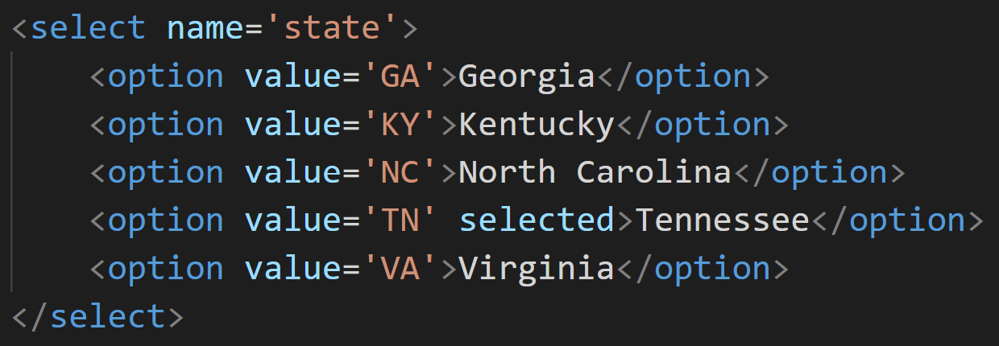 <select name='state'>
    <option value='GA'>Georgia</option>
    <option value='KY'>Kentucky</option>
    <option value='NC'>North Carolina</option>
    <option value='TN' selected>Tennessee</option>
    <option value='VA'>Virginia</option>
</select>